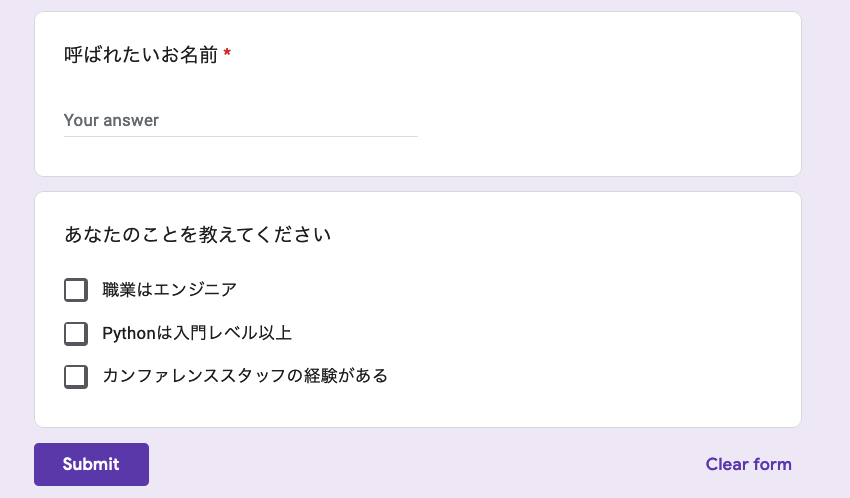 呼ばれたいお名前 *
Your answer
あなたのことを教えてください
職業はエンジニア
Pythonは入門レベル以上
カンファレンススタッフの経験がある
Submit
Clear form